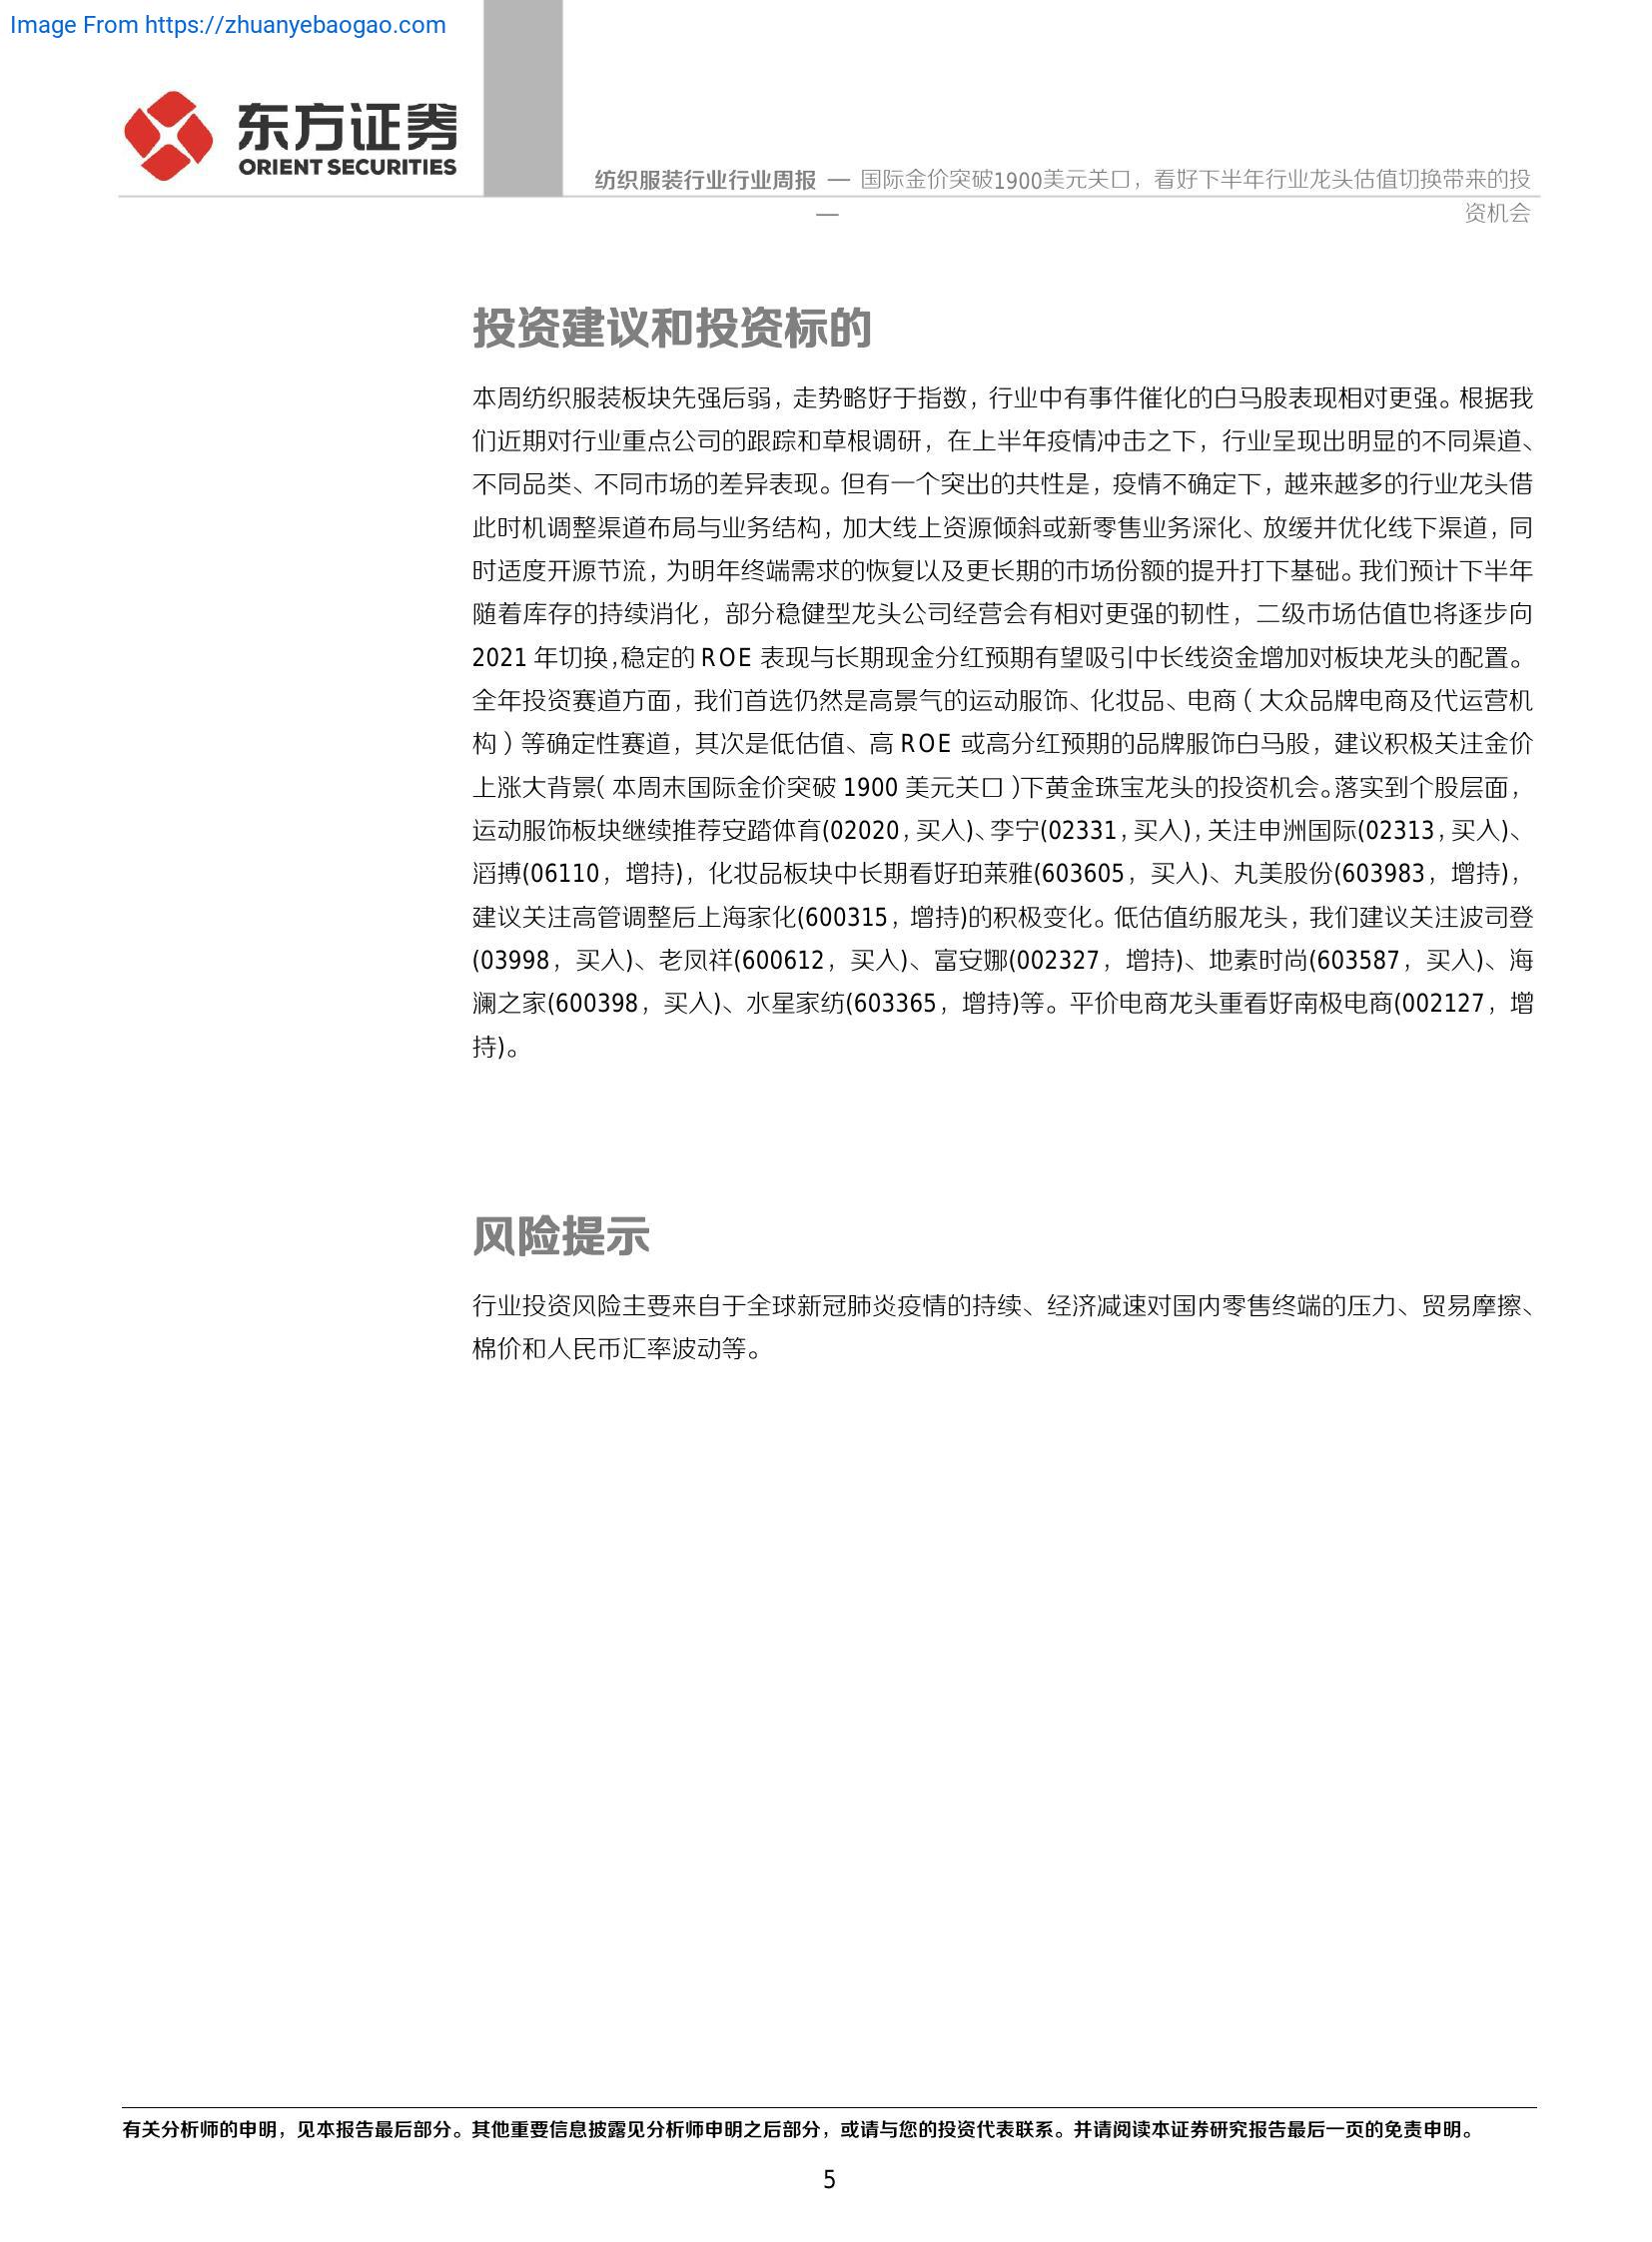 Image From https://zhuanyebaogao.com
东方证券
ORIENT SECURITIES
纺织服装行业行业周报 — 国际金价突破1900美元关口，看好下半年行业龙头估值切换带来的投
— 资机会
投资建议和投资标的
本周纺织服装板块先强后弱，走势略好于指数，行业中有事件催化的白马股表现相对更强。根据我
们近期对行业重点公司的跟踪和草根调研，在上半年疫情冲击之下，行业呈现出明显的不同渠道、
不同品类、不同市场的差异表现。但有一个突出的共性是，疫情不确定下，越来越多的行业龙头借
此时机调整渠道布局与业务结构，加大线上资源倾斜或新零售业务深化、放缓并优化线下渠道，同
时适度开源节流，为明年终端需求的恢复以及更长期的市场份额的提升打下基础。我们预计下半年
随着库存的持续消化，部分稳健型龙头公司经营会有相对更强的韧性，二级市场估值也将逐步向
2021 年切换，稳定的 ROE 表现与长期现金分红预期有望吸引中长线资金增加对板块龙头的配置。
全年投资赛道方面，我们首选仍然是高景气的运动服饰、化妆品、电商（大众品牌电商及代运营机
构）等确定性赛道，其次是低估值、高 ROE 或高分红预期的品牌服饰白马股，建议积极关注金价
上涨大背景（本周末国际金价突破 1900 美元关口）下黄金珠宝龙头的投资机会。落实到个股层面，
运动服饰板块继续推荐安踏体育(02020，买入)、李宁(02331，买入)，关注申洲国际(02313，买入)、
滔搏(06110，增持)，化妆品板块中长期看好珀莱雅(603605，买入)、丸美股份(603983，增持)，
建议关注高管调整后上海家化(600315，增持)的积极变化。低估值纺服龙头，我们建议关注波司登
(03998，买入)、老凤祥(600612，买入)、富安娜(002327，增持)、地素时尚(603587，买入)、海
澜之家(600398，买入)、水星家纺(603365，增持)等。平价电商龙头重看好南极电商(002127，增
持)。
风险提示
行业投资风险主要来自于全球新冠肺炎疫情的持续、经济减速对国内零售终端的压力、贸易摩擦、
棉价和人民币汇率波动等。
有关分析师的申明，见本报告最后部分。其他重要信息披露见分析师申明之后部分，或请与您的投资代表联系。并请阅读本证券研究报告最后一页的免责申明。
5